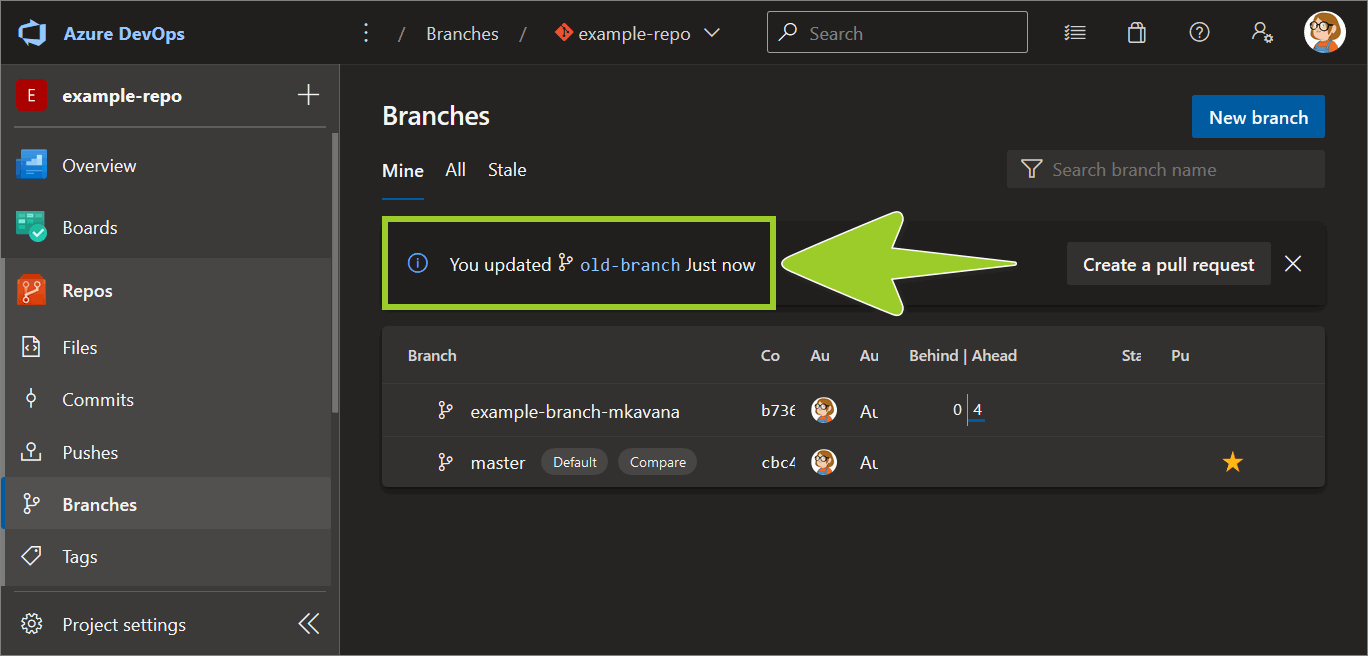 Azure DevOps
/ Branches / example-repo
Search
E example-repo
Overview
Boards
Repos
Files
Commits
Pushes
Branches
Tags
Project settings
Branches
New branch
Mine All Stale
Search branch name
You updated old-branch Just now
Create a pull request
Branch Co Au Au Behind | Ahead Sta Pu
example-branch-mkavana b736 Au 0 4
master Default Compare cbc4 Au